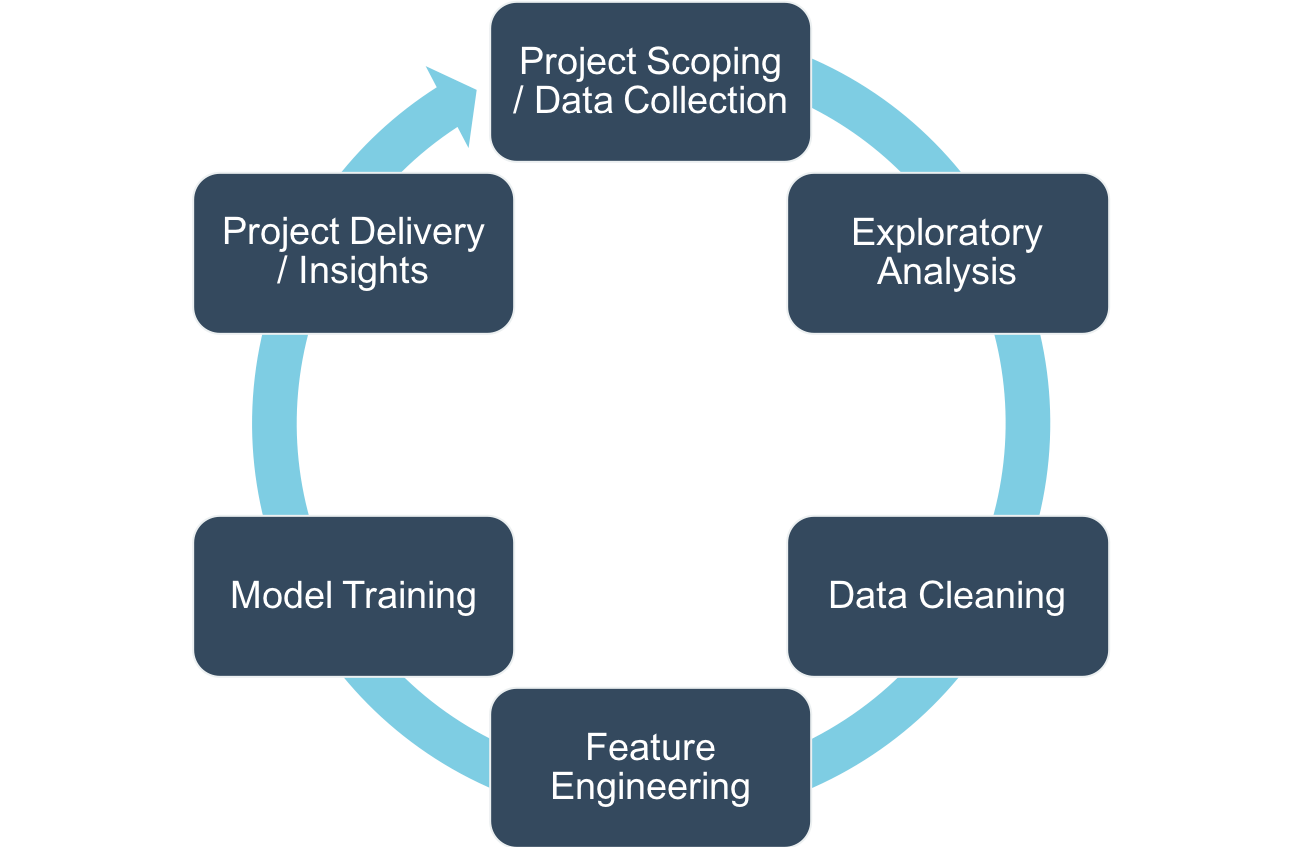 Project Scoping
/ Data Collection
Exploratory
Analysis
Data Cleaning
Feature
Engineering
Model Training
Project Delivery
/ Insights